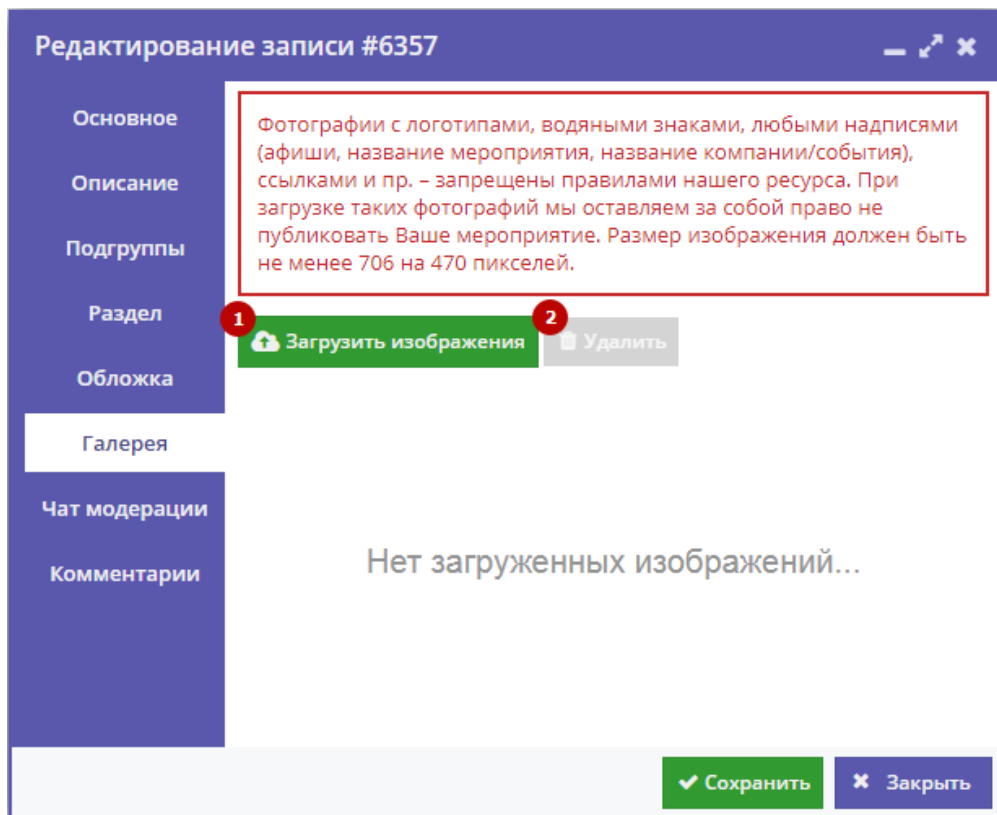 Редактирование записи #6357
Основное
Описание
Подгруппы
Раздел
Обложка
Галерея
Чат модерации
Комментарии
Фотографии с логотипами, водяными знаками, любыми надписями
(афиши, название мероприятия, название компании/события),
ссылками и пр. – запрещены правилами нашего ресурса. При
загрузке таких фотографий мы оставляем за собой право не
публиковать Ваше мероприятие. Размер изображения должен быть
не менее 706 на 470 пикселей.
1 Загрузить изображения 2 Удалить
Нет загруженных изображений...
Сохранить Закрыть